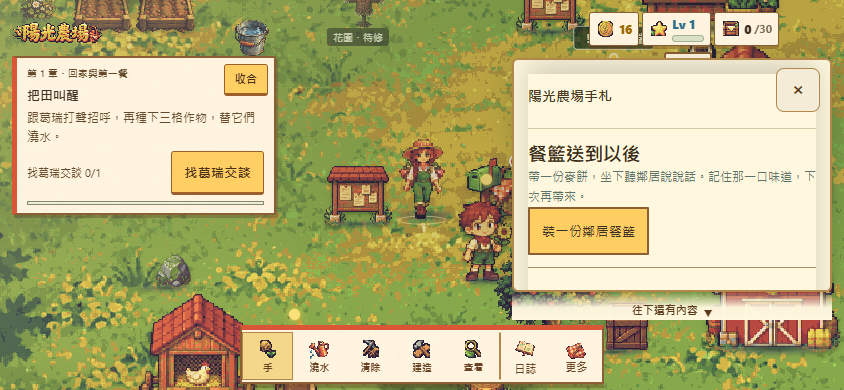 陽光農場
花圃 · 待修
16
Lv 1
0 /30
第 1 章 · 回家與第一餐
收合
把田叫醒
跟葛瑞打聲招呼，再種下三格作物，替它們
澆水。
找葛瑞交談 0/1
找葛瑞交談
陽光農場手札
×
餐籃送到以後
帶一份麥餅，坐下聽鄰居說說話。記住那一口味道，下
次再帶來。
裝一份鄰居餐籃
往下還有內容 ▼
手
澆水
清除
建造
查看
日誌
更多